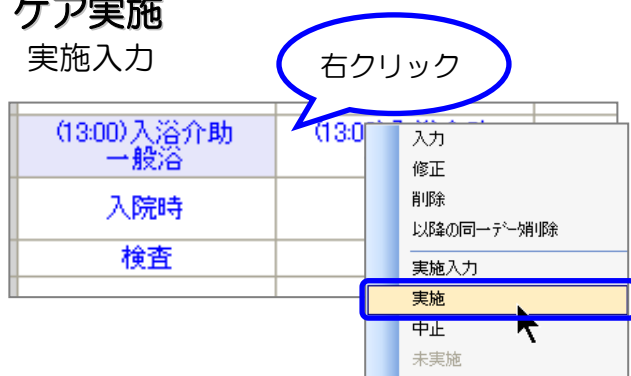 ケア実施
実施入力
右クリック
(13:00)入浴介助
一般浴
(13:0
入院時
検査
入力
修正
削除
以降の同一データ削除
実施入力
実施
中止
未実施